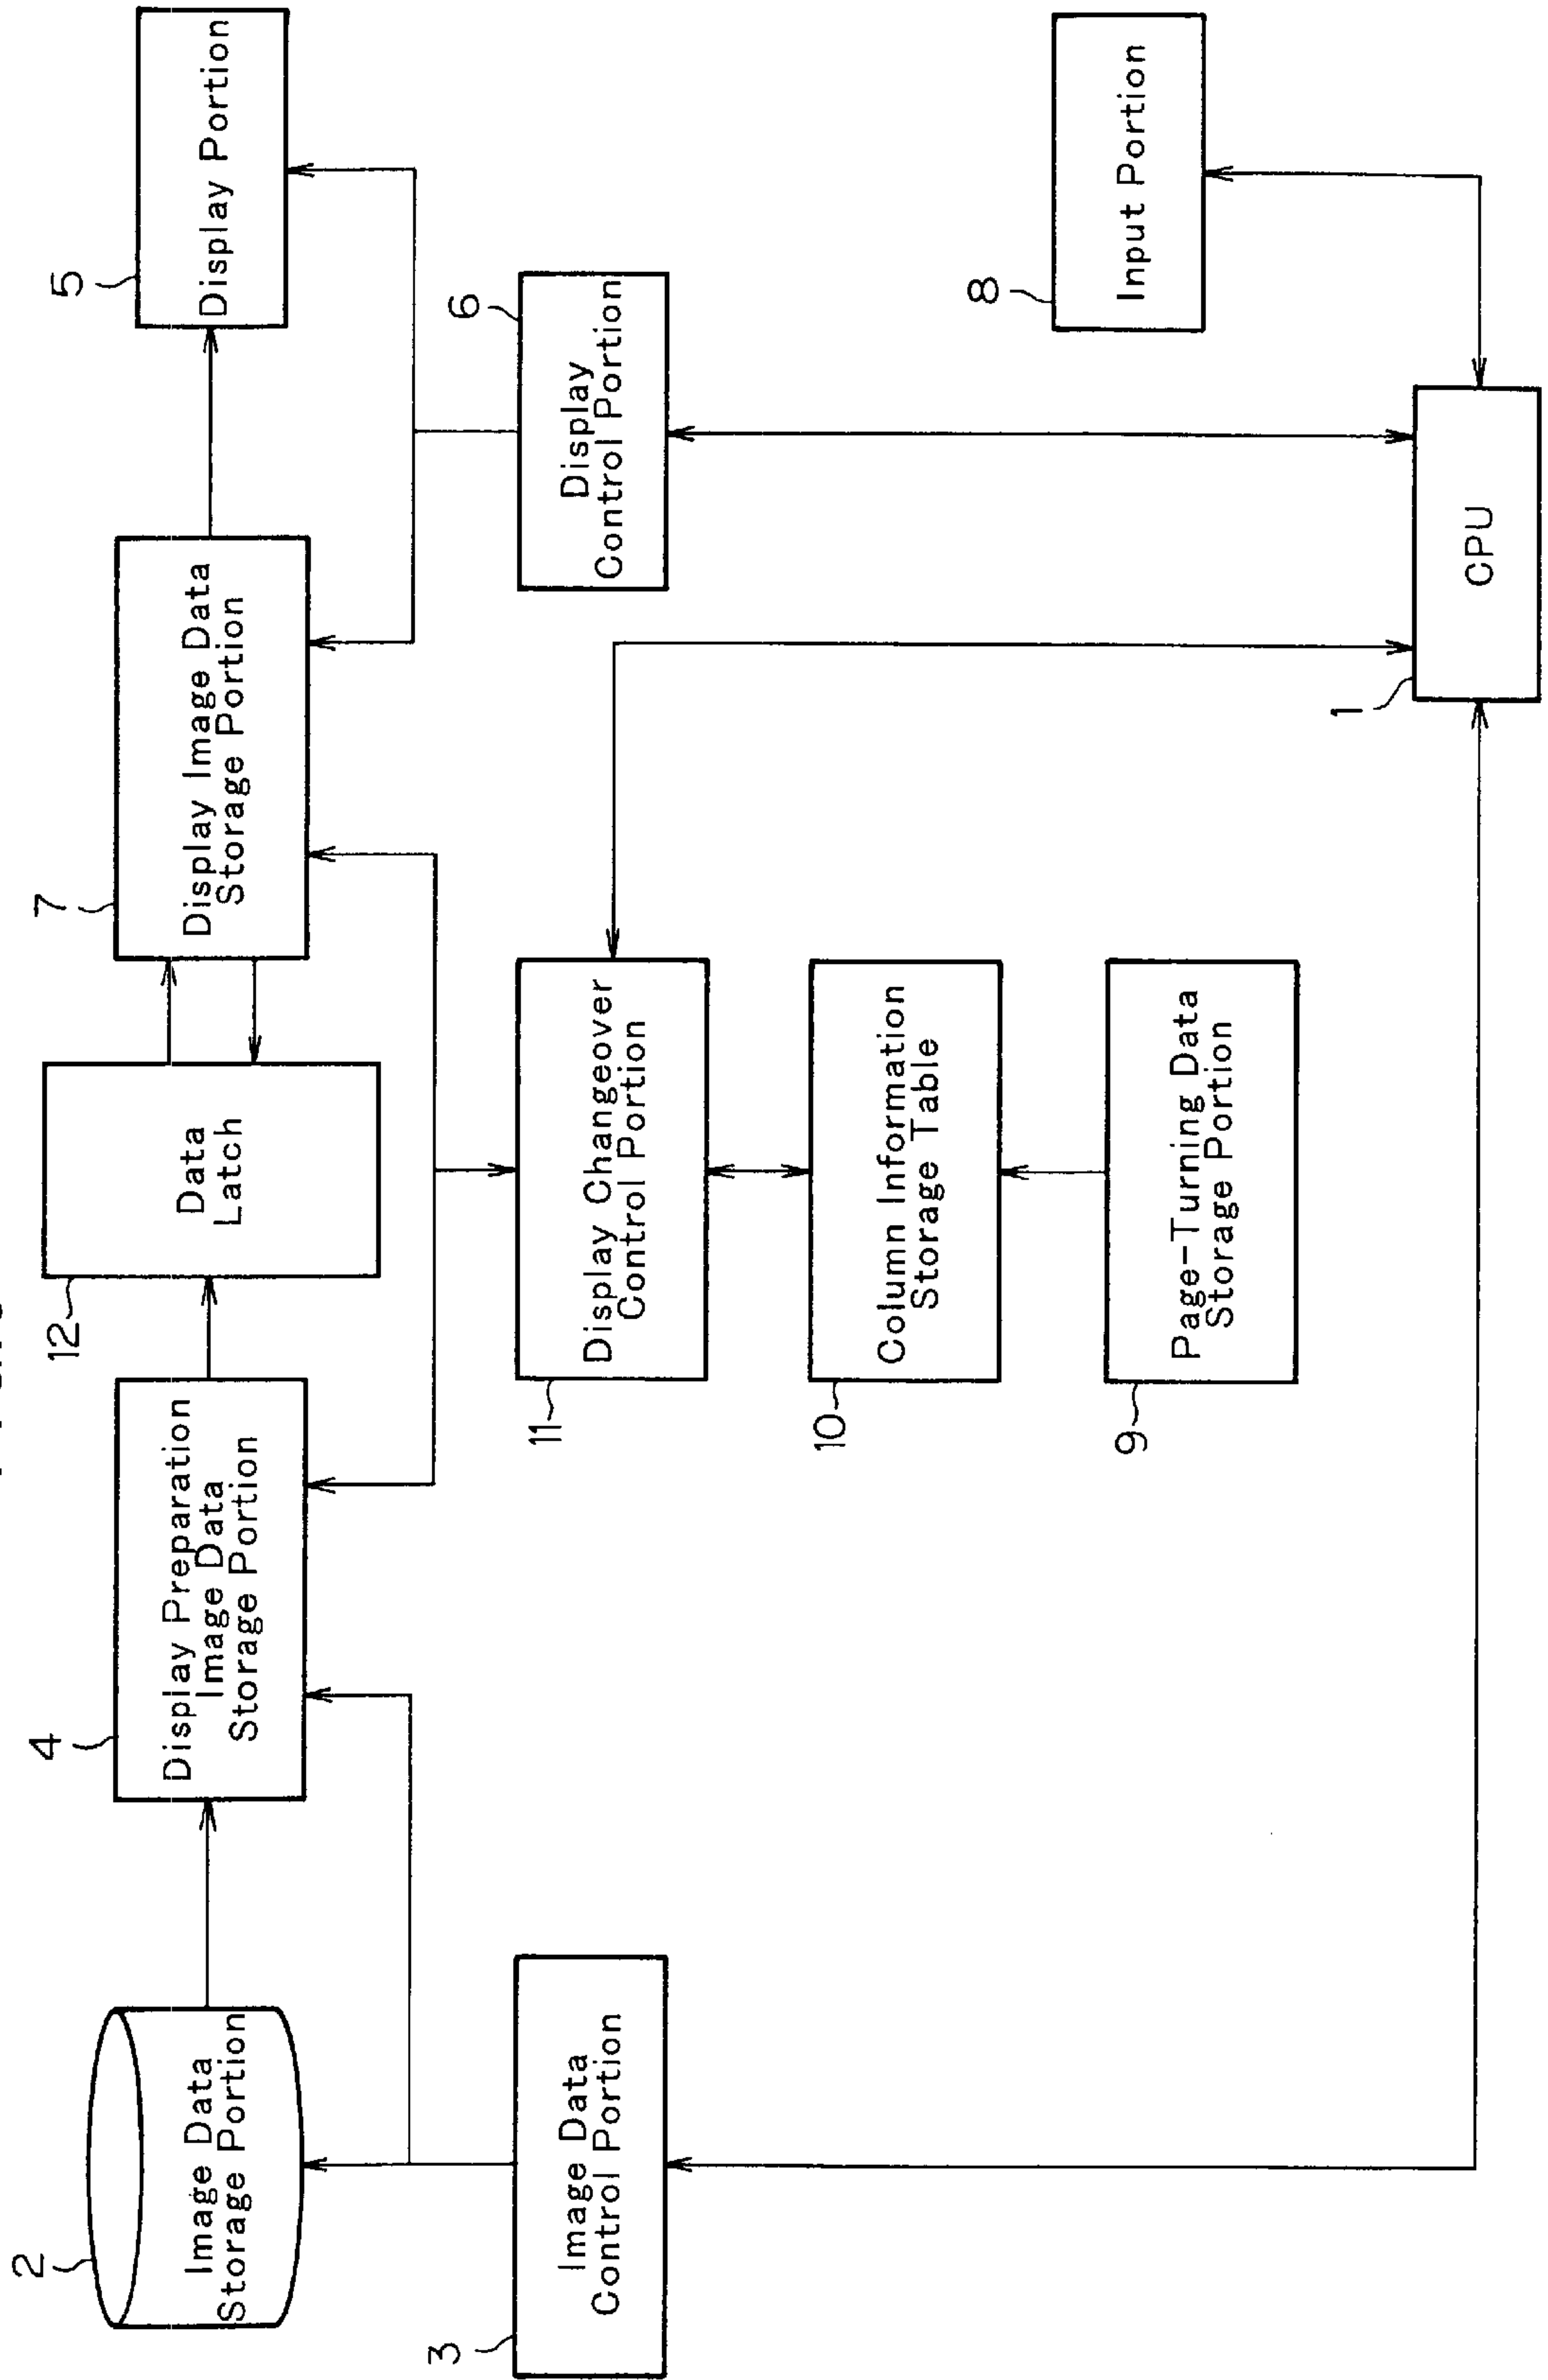 2
Image Data
Storage Portion
4
Display Preparation
Image Data
Storage Portion
12
Data
Latch
7
Display Image Data
Storage Portion
5
Display Portion
3
Image Data
Control Portion
11
Display Changeover
Control Portion
6
Display
Control Portion
10
Column Information
Storage Table
9
Page-Turning Data
Storage Portion
8
Input Portion
1
CPU